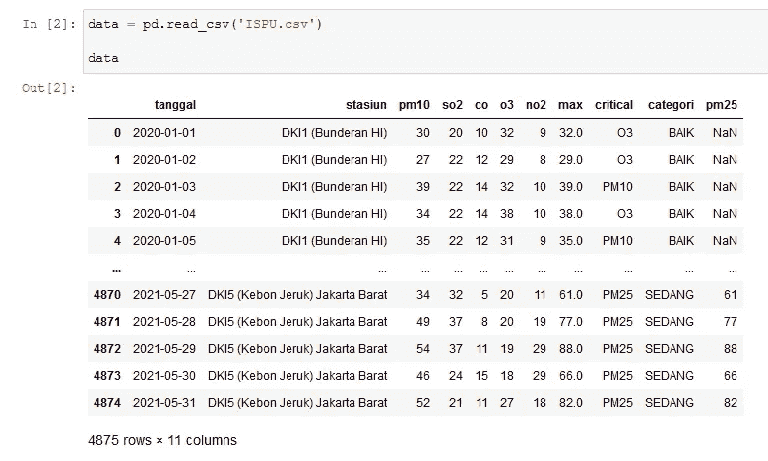 In [2]: data = pd.read_csv('ISPU.csv')
data
Out[2]:
tanggal stasiun pm10 so2 co o3 no2 max critical categori pm25
0 2020-01-01 DKI1 (Bunderan HI) 30 20 10 32 9 32.0 O3 BAIK NaN
1 2020-01-02 DKI1 (Bunderan HI) 27 22 12 29 8 29.0 O3 BAIK NaN
2 2020-01-03 DKI1 (Bunderan HI) 39 22 14 32 10 39.0 PM10 BAIK NaN
3 2020-01-04 DKI1 (Bunderan HI) 34 22 14 38 10 38.0 O3 BAIK NaN
4 2020-01-05 DKI1 (Bunderan HI) 35 22 12 31 9 35.0 PM10 BAIK NaN
... ... ... ... ... ... ... ... ... ... ... ...
4870 2021-05-27 DKI5 (Kebon Jeruk) Jakarta Barat 34 32 5 20 11 61.0 PM25 SEDANG 61
4871 2021-05-28 DKI5 (Kebon Jeruk) Jakarta Barat 49 37 8 20 19 77.0 PM25 SEDANG 77
4872 2021-05-29 DKI5 (Kebon Jeruk) Jakarta Barat 54 37 11 19 29 88.0 PM25 SEDANG 88
4873 2021-05-30 DKI5 (Kebon Jeruk) Jakarta Barat 46 24 15 18 29 66.0 PM25 SEDANG 66
4874 2021-05-31 DKI5 (Kebon Jeruk) Jakarta Barat 52 21 11 27 18 82.0 PM25 SEDANG 82
4875 rows × 11 columns